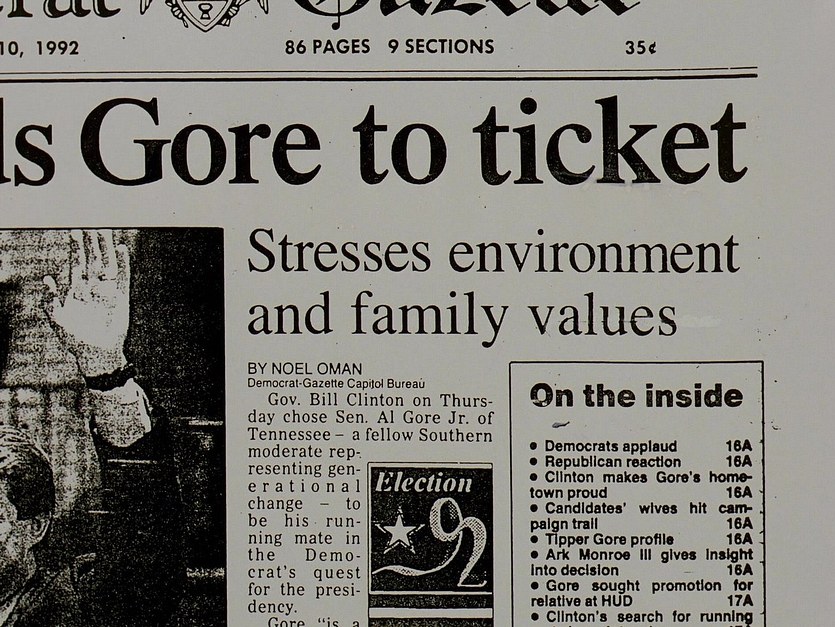 Gazette
10, 1992 86 PAGES 9 SECTIONS 35¢
Gore to ticket
Stresses environment
and family values
BY NOEL OMAN
Democrat-Gazette Capitol Bureau
Gov. Bill Clinton on Thurs-
day chose Sen. Al Gore Jr. of
Tennessee – a fellow Southern
moderate rep-
resenting gen-
erational
change – to
be his run-
ning mate in
the Demo-
crat's quest
for the presi-
dency.
Gore "is a
Election
92
On the inside
● Democrats applaud 16A
● Republican reaction 16A
● Clinton makes Gore's home-
town proud 16A
● Candidates' wives hit cam-
paign trail 16A
● Tipper Gore profile 16A
● Ark Monroe III gives insight
into decision 16A
● Gore sought promotion for
relative at HUD 17A
● Clinton's search for running